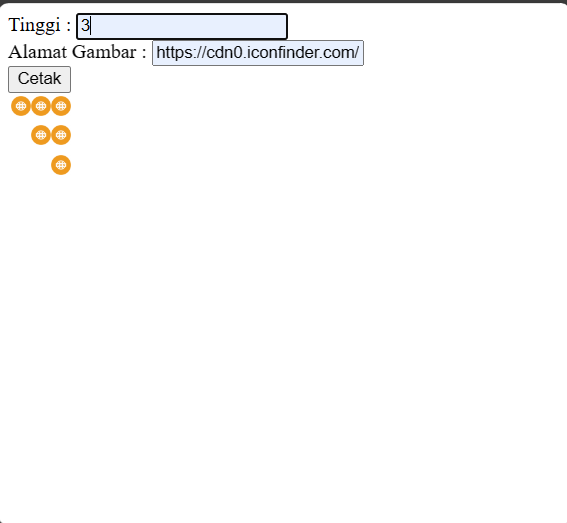 Tinggi : 3
Alamat Gambar : https://cdn0.iconfinder.com/
Cetak